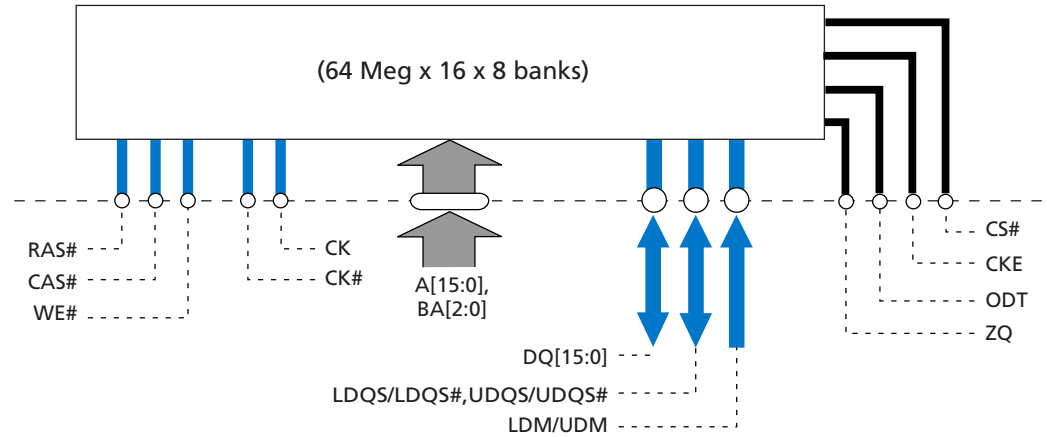 (64 Meg x 16 x 8 banks)
RAS#
CAS#
WE#
CK
CK#
A[15:0],
BA[2:0]
DQ[15:0]
LDQS/LDQS#,UDQS/UDQS#
LDM/UDM
CS#
CKE
ODT
ZQ